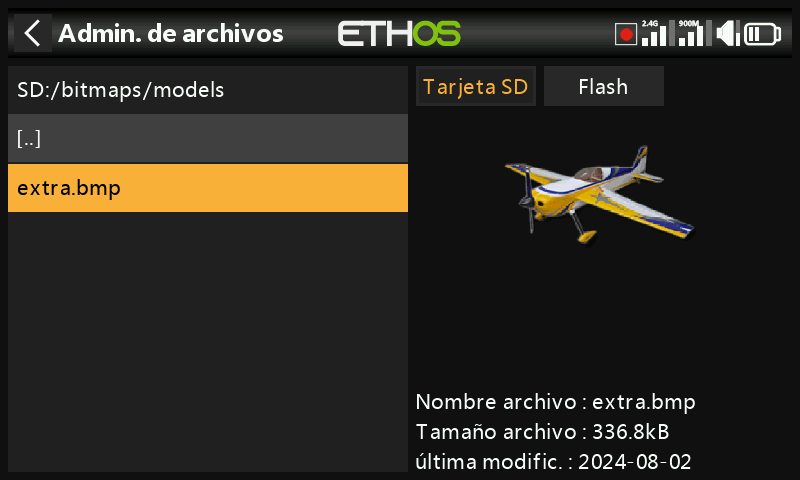 Admin. de archivos
ETHOS
2.4G
900M
SD:/bitmaps/models
[..]
extra.bmp
Tarjeta SD
Flash
Nombre archivo : extra.bmp
Tamaño archivo : 336.8kB
última modific. : 2024-08-02